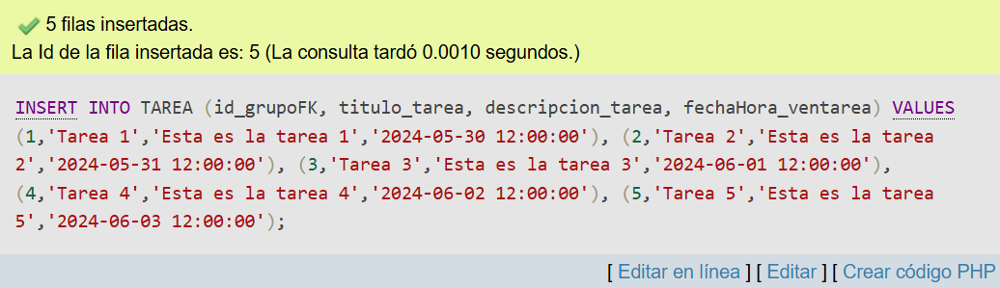 5 filas insertadas.
La Id de la fila insertada es: 5 (La consulta tardó 0.0010 segundos.)
INSERT INTO TAREA (id_grupoFK, titulo_tarea, descripcion_tarea, fechaHora_ventarea) VALUES
(1,'Tarea 1','Esta es la tarea 1','2024-05-30 12:00:00'), (2,'Tarea 2','Esta es la tarea
2','2024-05-31 12:00:00'), (3,'Tarea 3','Esta es la tarea 3','2024-06-01 12:00:00'),
(4,'Tarea 4','Esta es la tarea 4','2024-06-02 12:00:00'), (5,'Tarea 5','Esta es la tarea
5','2024-06-03 12:00:00');
[ Editar en línea ] [ Editar ] [ Crear código PHP